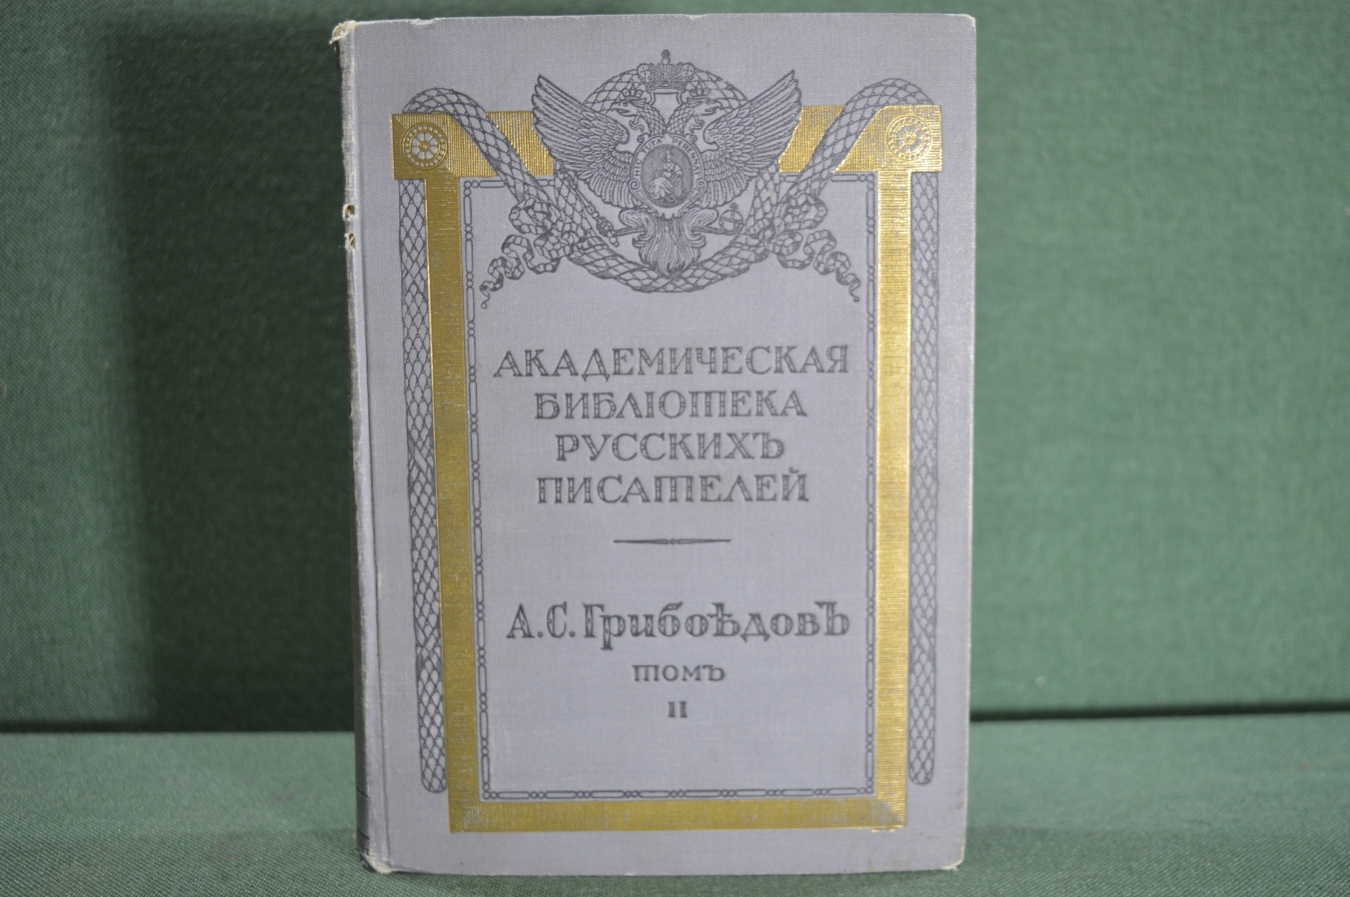 АКАДЕМИЧЕСКАЯ
БИБЛІОТЕКА
РУССКИХЪ
ПИСАТЕЛЕЙ
А.С.ГрибоѢдовЪ
ТОМЪ
II